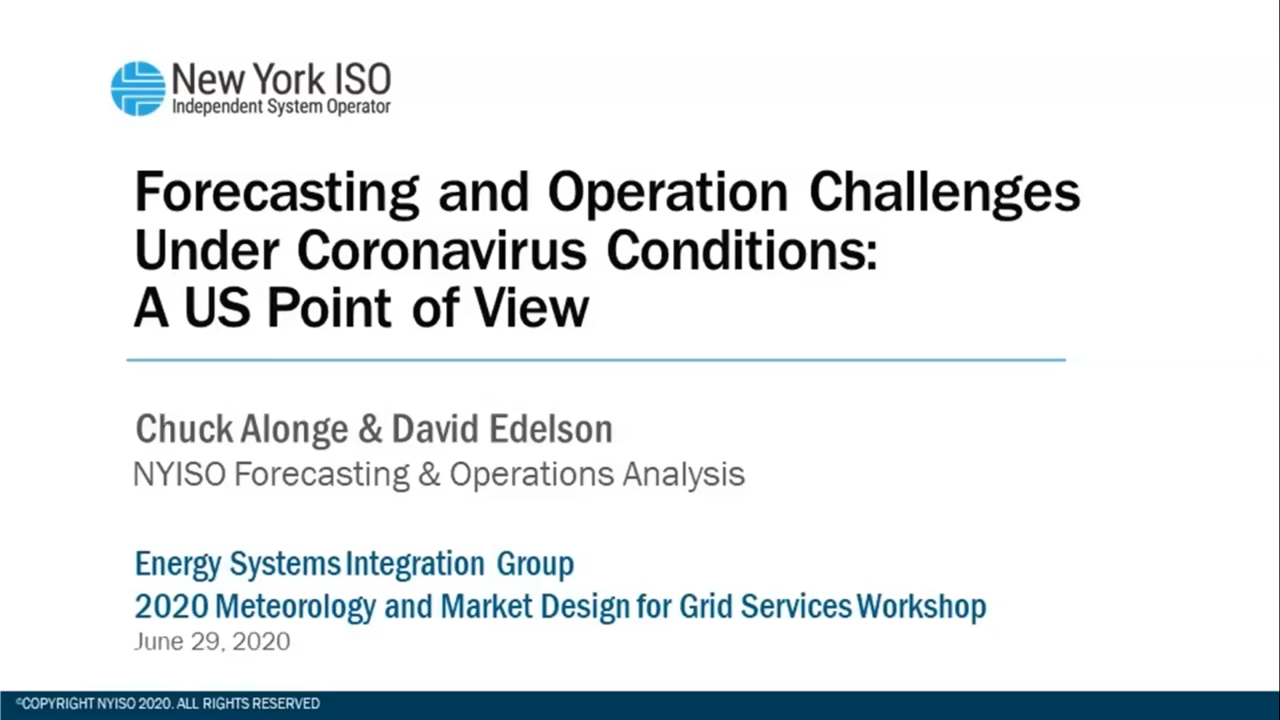 New York ISO
Independent System Operator
Forecasting and Operation Challenges
Under Coronavirus Conditions:
A US Point of View
Chuck Alonge & David Edelson
NYISO Forecasting & Operations Analysis
Energy Systems Integration Group
2020 Meteorology and Market Design for Grid Services Workshop
June 29, 2020
©COPYRIGHT NYISO 2020. ALL RIGHTS RESERVED